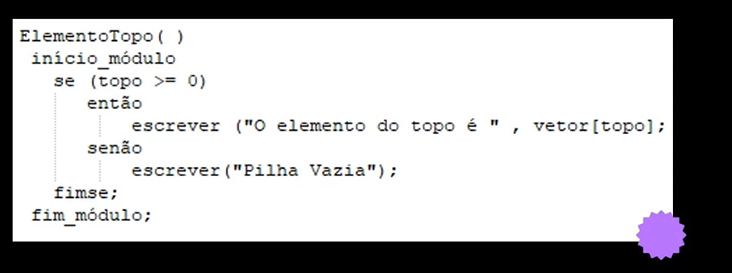 ElementoTopo( )
início_módulo
se (topo >= 0)
então
escrever ("O elemento do topo é " , vetor[topo];
senão
escrever("Pilha Vazia");
fimse;
fim_módulo;